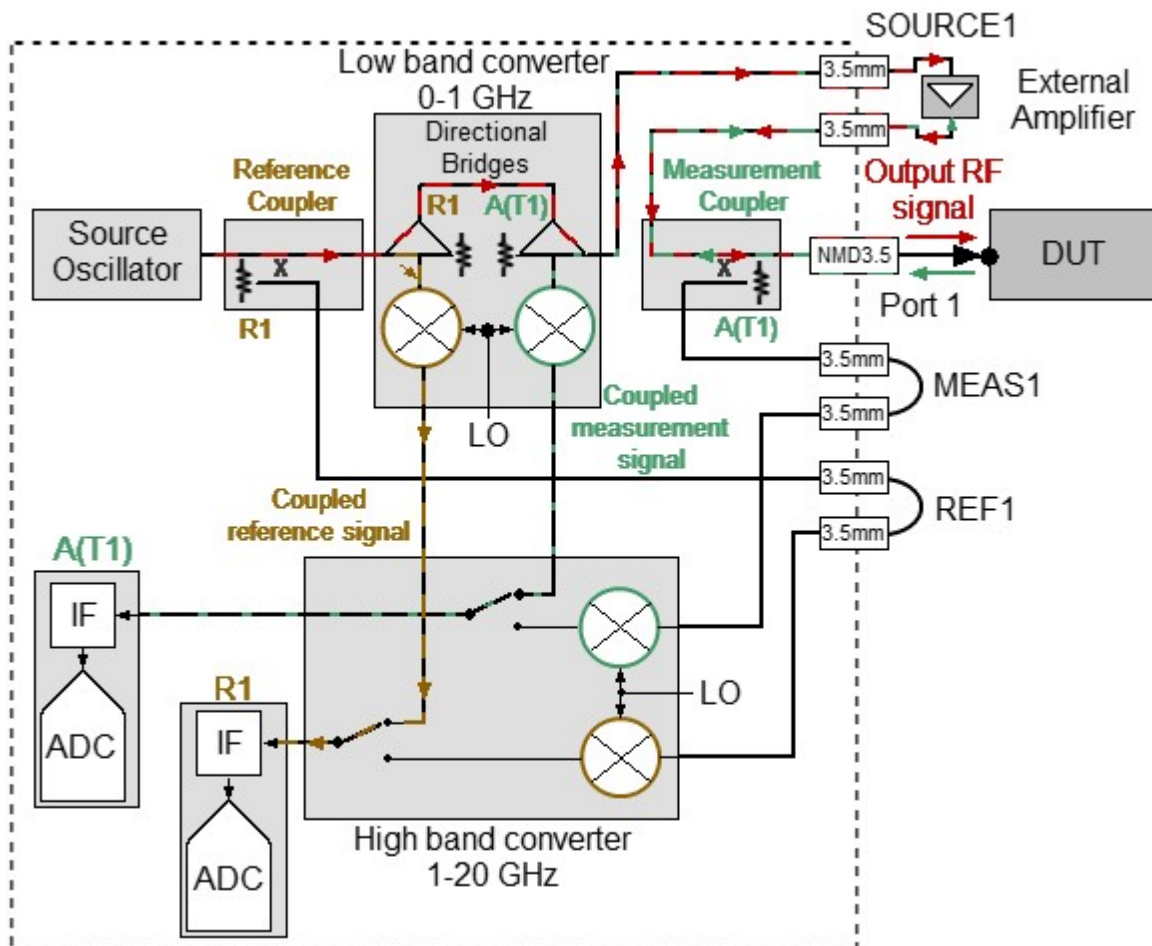 SOURCE1
Low band converter
0-1 GHz
3.5mm
External
Amplifier
Directional
Bridges
3.5mm
Reference
Coupler
R1
A(T1)
Measurement
Coupler
Output RF
signal
Source
Oscillator
X
X
NMD3.5
DUT
R1
A(T1)
Port 1
3.5mm
MEAS1
LO
Coupled
measurement
signal
3.5mm
3.5mm
REF1
Coupled
reference signal
3.5mm
A(T1)
IF
ADC
R1
IF
ADC
LO
High band converter
1-20 GHz